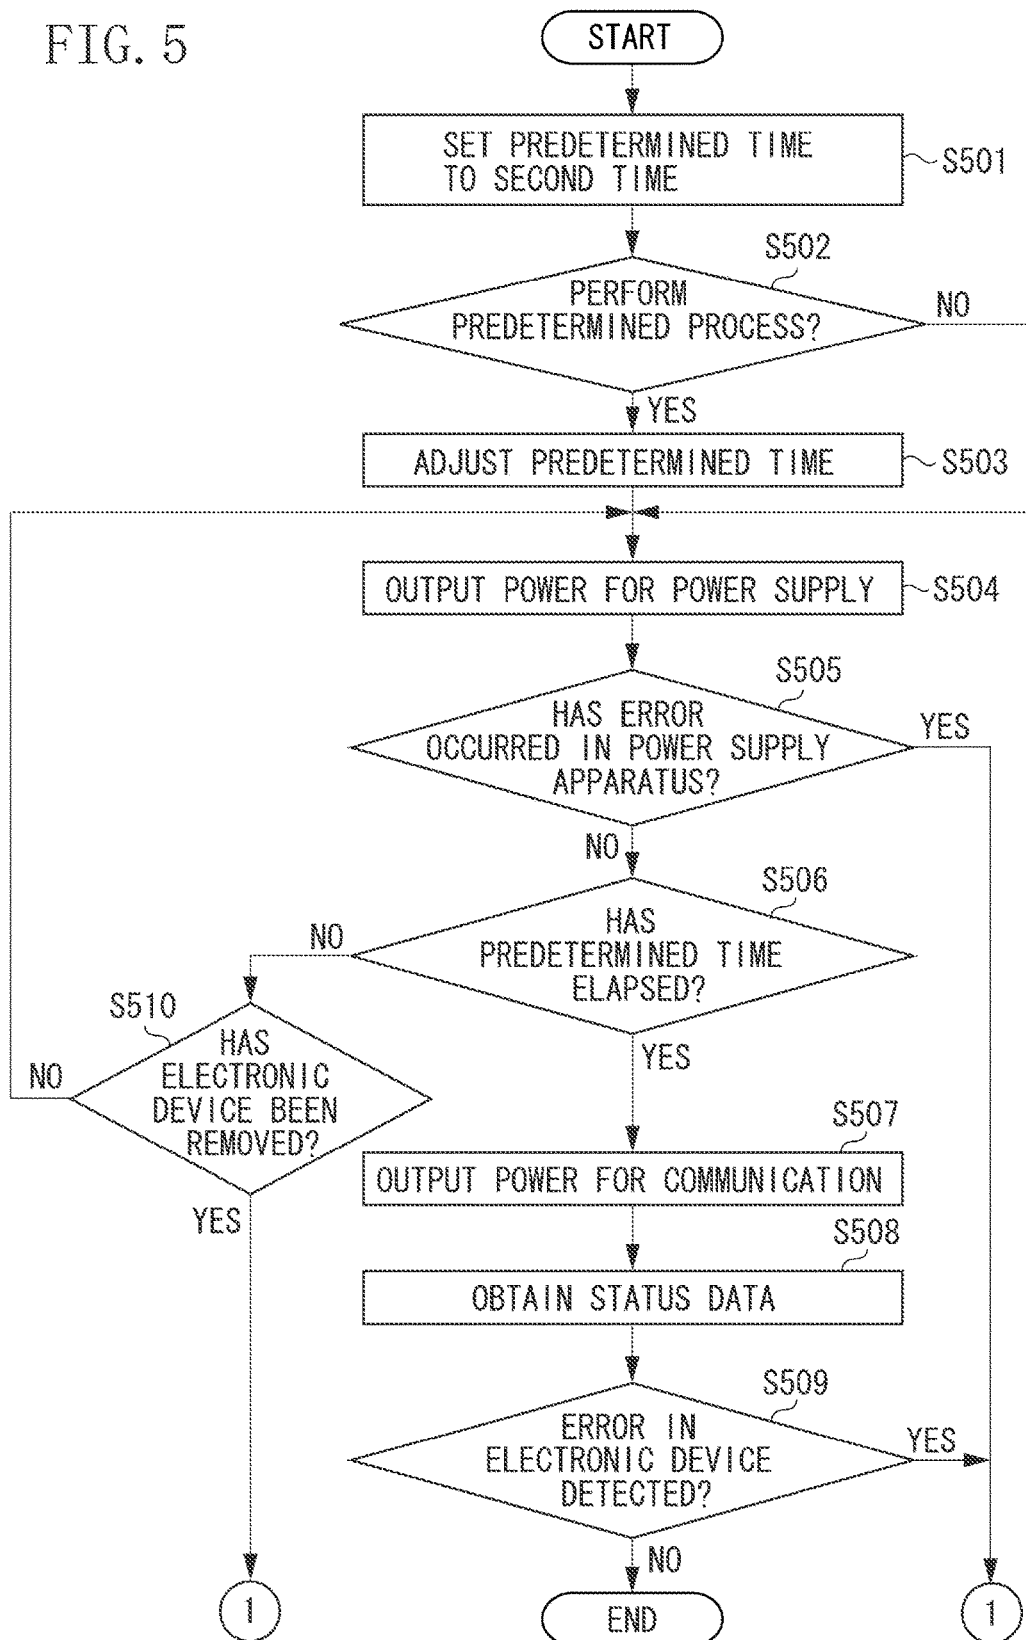 FIG. 5
START
SET PREDETERMINED TIME
TO SECOND TIME
S501
S502
PERFORM
PREDETERMINED PROCESS?
NO
YES
ADJUST PREDETERMINED TIME
S503
OUTPUT POWER FOR POWER SUPPLY
S504
S505
HAS ERROR
OCCURRED IN POWER SUPPLY
APPARATUS?
YES
NO
S506
HAS
PREDETERMINED TIME
ELAPSED?
NO
YES
S510
HAS
ELECTRONIC
DEVICE BEEN
REMOVED?
NO
YES
S507
OUTPUT POWER FOR COMMUNICATION
S508
OBTAIN STATUS DATA
S509
ERROR IN
ELECTRONIC DEVICE
DETECTED?
YES
NO
1
END
1